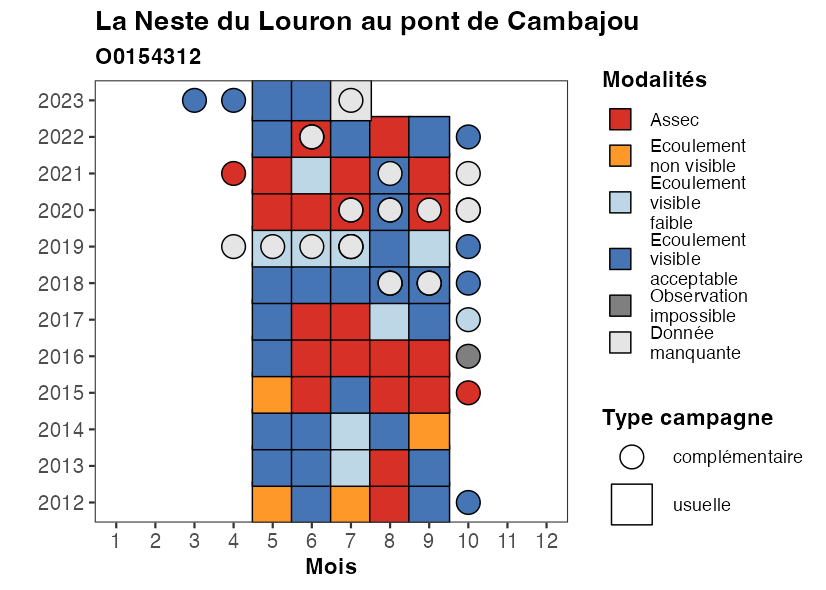 La Neste du Louron au pont de Cambajou
O0154312
2023
2022
2021
2020
2019
2018
2017
2016
2015
2014
2013
2012
1 2 3 4 5 6 7 8 9 10 11 12
Mois
Modalités
Assec
Ecoulement
non visible
Ecoulement
visible
faible
Ecoulement
visible
acceptable
Observation
impossible
Donnée
manquante
Type campagne
complémentaire
usuelle